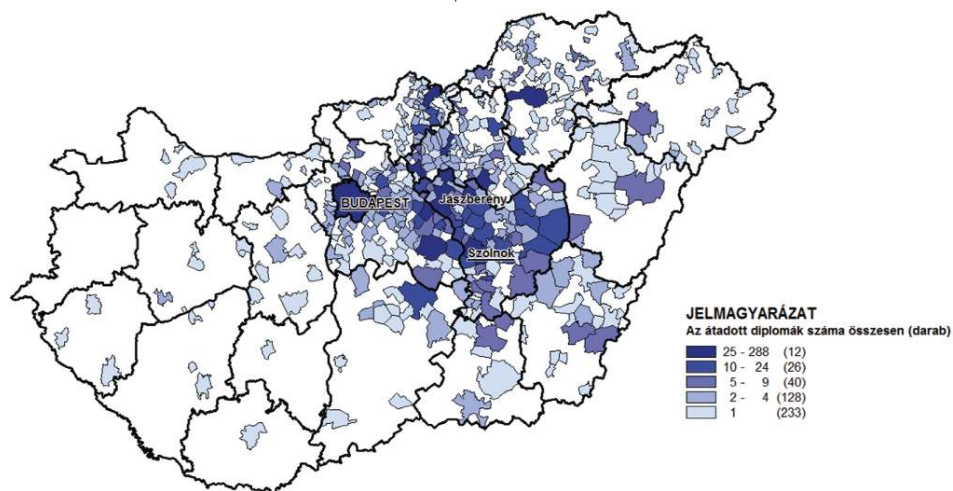 BUDAPEST
Jászberény
Szolnok
JELMAGYARÁZAT
Az átadott diplomák száma összesen (darab)
25 - 288 (12)
10 - 24 (26)
5 - 9 (40)
2 - 4 (128)
1 (233)